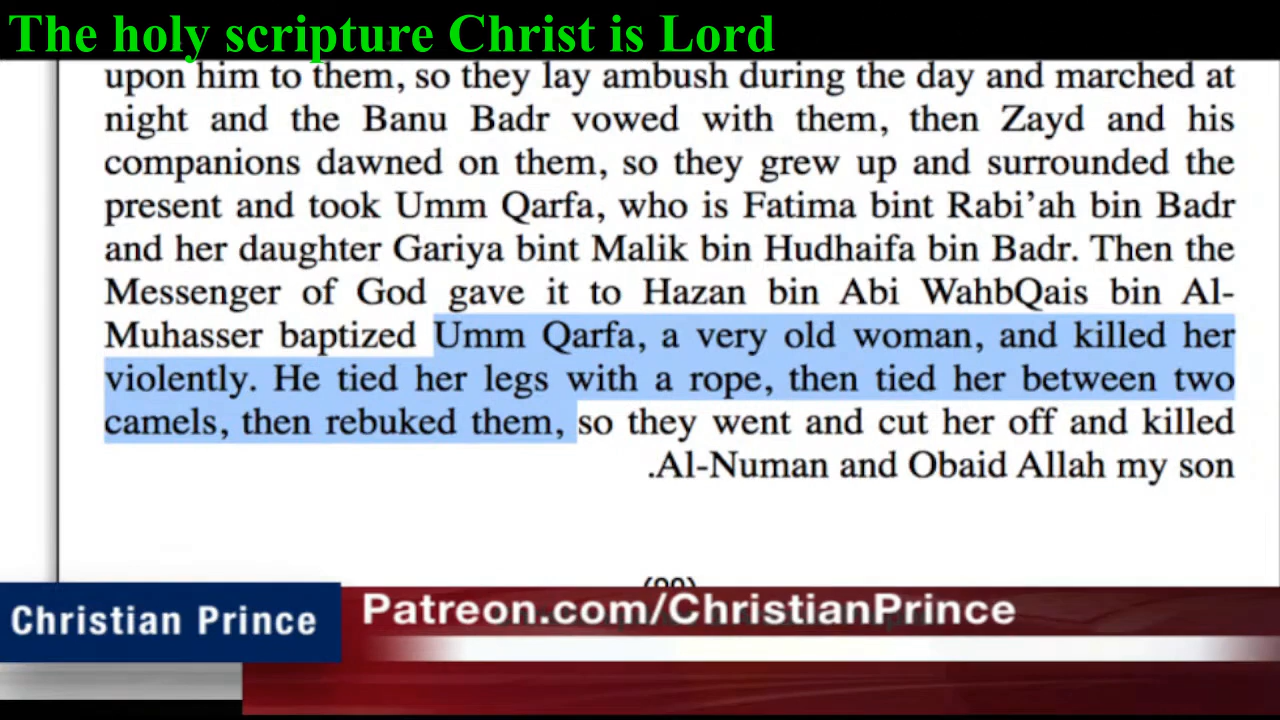 The holy scripture Christ is Lord
upon him to them, so they lay ambush during the day and marched at
night and the Banu Badr vowed with them, then Zayd and his
companions dawned on them, so they grew up and surrounded the
present and took Umm Qarfa, who is Fatima bint Rabi’ah bin Badr
and her daughter Gariya bint Malik bin Hudhaifa bin Badr. Then the
Messenger of God gave it to Hazan bin Abi WahbQais bin Al-
Muhasser baptized Umm Qarfa, a very old woman, and killed her
violently. He tied her legs with a rope, then tied her between two
camels, then rebuked them, so they went and cut her off and killed
.Al-Numan and Obaid Allah my son
Christian Prince
Patreon.com/ChristianPrince